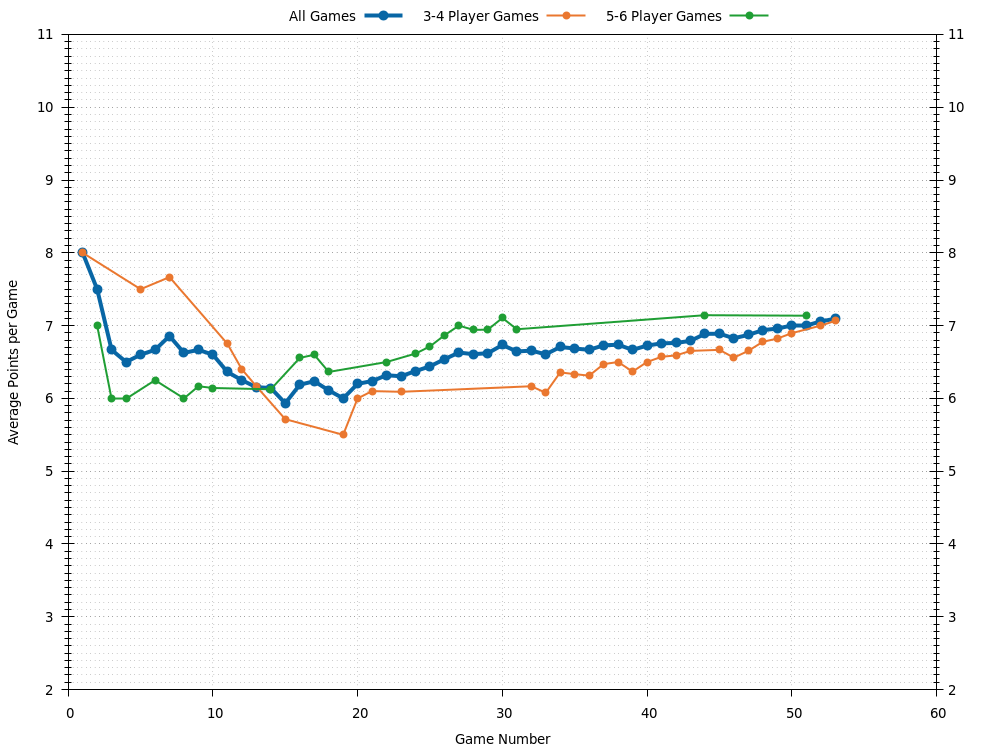 All Games 3-4 Player Games 5-6 Player Games
11 11
10 10
9 9
8 8
7 7
6 6
5 5
4 4
3 3
2 2
Average Points per Game
0 10 20 30 40 50 60
Game Number